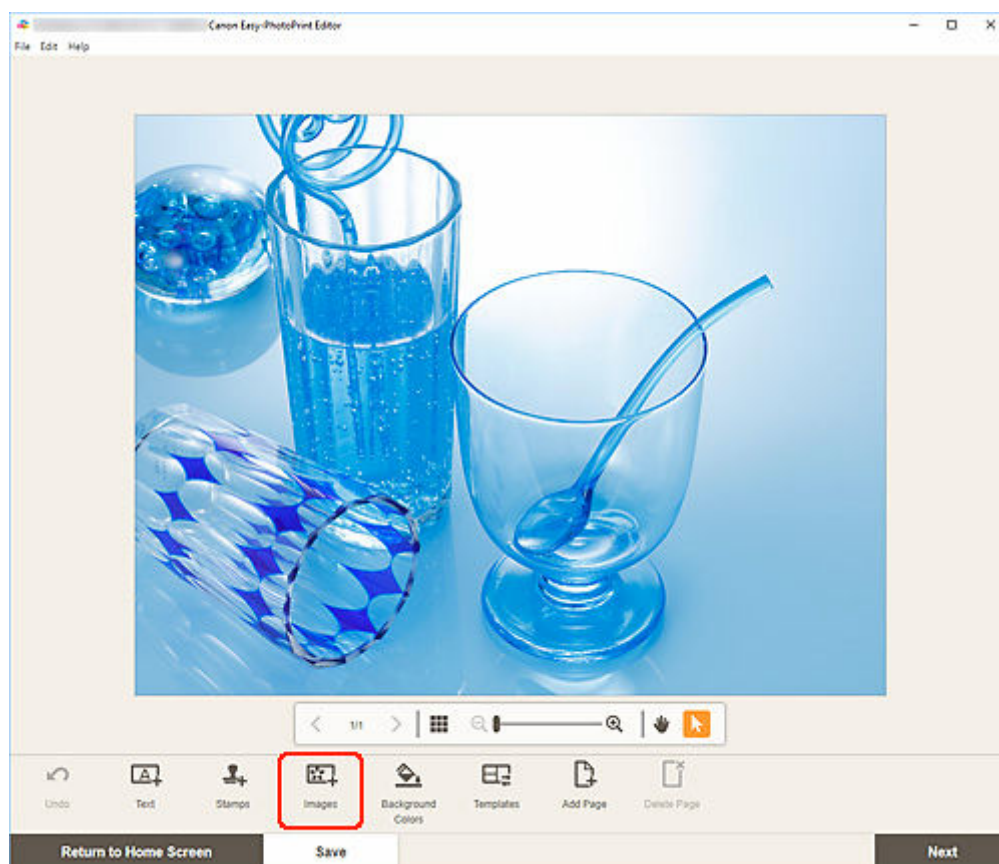 Canon Easy-PhotoPrint Editor
File Edit Help
1/1
Undo
Text
Stamps
Images
Background
Colors
Templates
Add Page
Delete Page
Return to Home Screen
Save
Next